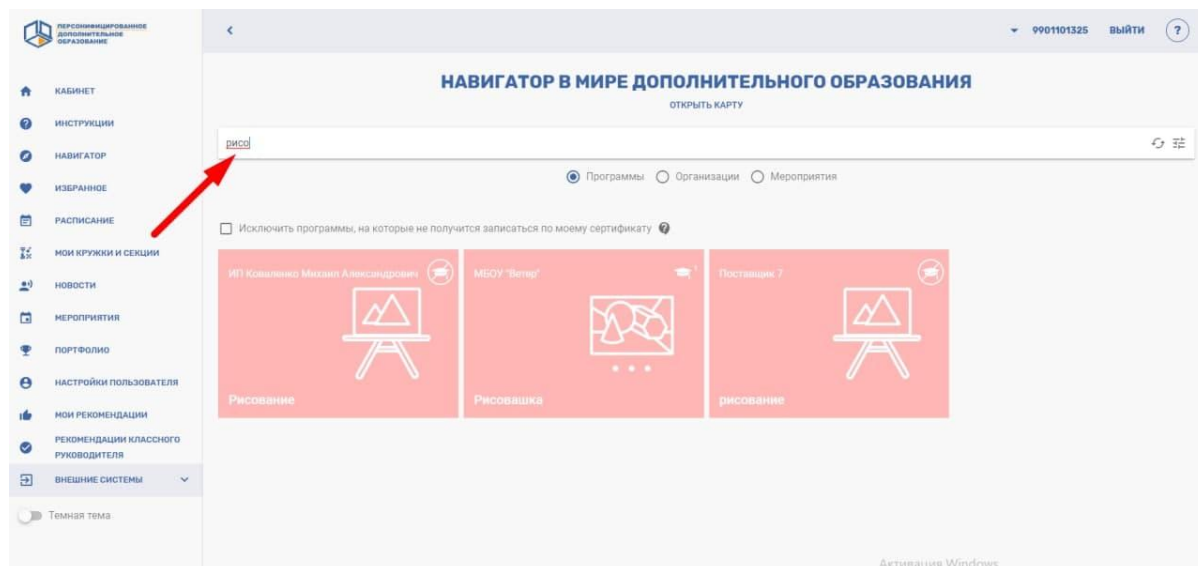 ПЕРСОНИФИЦИРОВАННОЕ
ДОПОЛНИТЕЛЬНОЕ
ОБРАЗОВАНИЕ
9901101325 ВЫЙТИ ?
КАБИНЕТ
ИНСТРУКЦИИ
НАВИГАТОР
ИЗБРАННОЕ
РАСПИСАНИЕ
МОИ КРУЖКИ И СЕКЦИИ
НОВОСТИ
МЕРОПРИЯТИЯ
ПОРТФОЛИО
НАСТРОЙКИ ПОЛЬЗОВАТЕЛЯ
МОИ РЕКОМЕНДАЦИИ
РЕКОМЕНДАЦИИ КЛАССНОГО
РУКОВОДИТЕЛЯ
ВНЕШНИЕ СИСТЕМЫ
Темная тема
НАВИГАТОР В МИРЕ ДОПОЛНИТЕЛЬНОГО ОБРАЗОВАНИЯ
ОТКРЫТЬ КАРТУ
рисо
Программы Организации Мероприятия
Исключить программы, на которые не получится записаться по моему сертификату ?
ИП Коваленко Михаил Александрович
Рисование
МБОУ "Ветер"
1
Рисовашка
Поставщик 7
рисование
Активация Windows